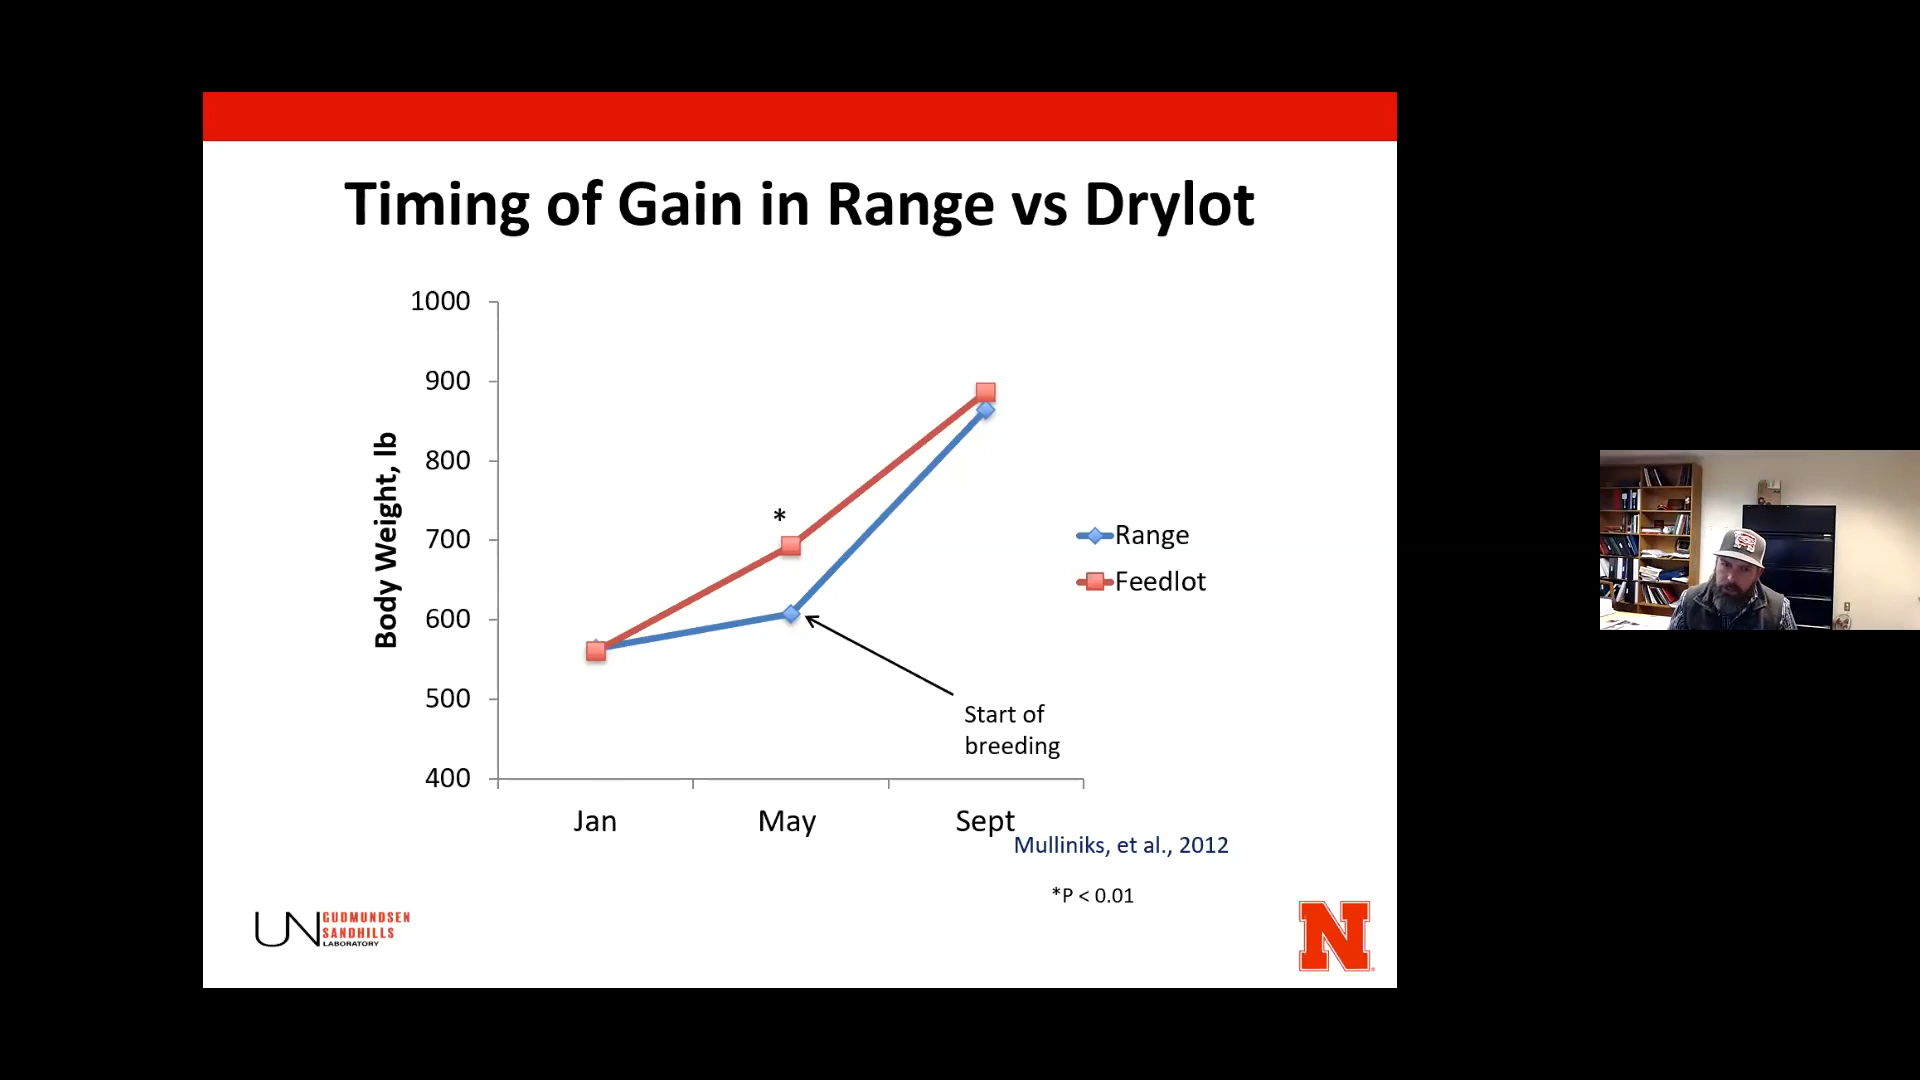 Timing of Gain in Range vs Drylot
1000
900
800
700
600
500
400
Body Weight, lb
*
Range
Feedlot
Start of
breeding
Jan
May
Sept
Mulliniks, et al., 2012
*P < 0.01
UN
GUDMUNDSEN
SANDHILLS
LABORATORY
N